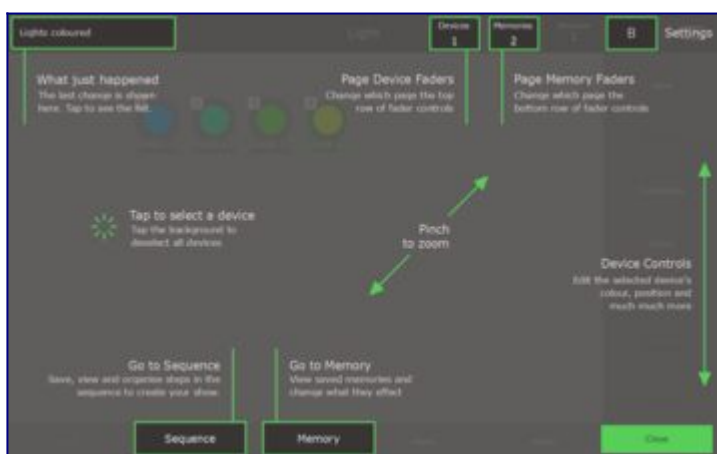 Lights coloured
Devices
1
Memories
2
B
Settings
What just happened
The last change is shown
here. Tap to see the list.
Page Device Faders
Change which page the top
row of fader controls
Page Memory Faders
Change which page the
bottom row of fader controls
Tap to select a device
Tap the background to
deselect all devices
Pinch
to zoom
Device Controls
Edit the selected device's
colour, position and
much much more
Go to Sequence
Save, view and organise steps in the
sequence to create your show.
Go to Memory
View saved memories and
change what they effect
Sequence
Memory
Close